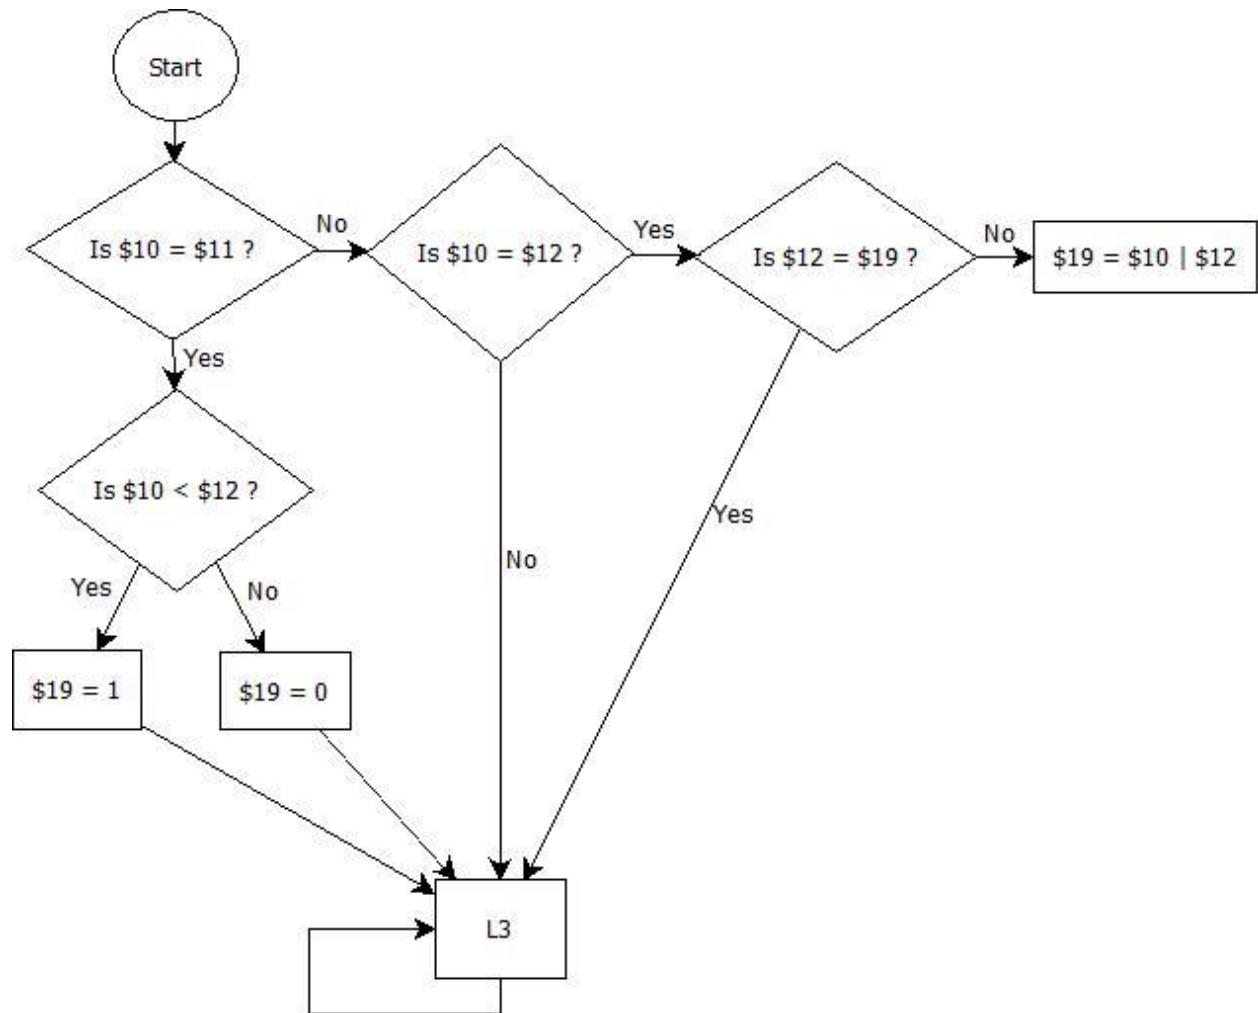 Start
Is $10 = $11 ?
No
Is $10 = $12 ?
Yes
Is $12 = $19 ?
No
$19 = $10 | $12
Yes
Is $10 < $12 ?
Yes
No
No
Yes
$19 = 1
$19 = 0
L3